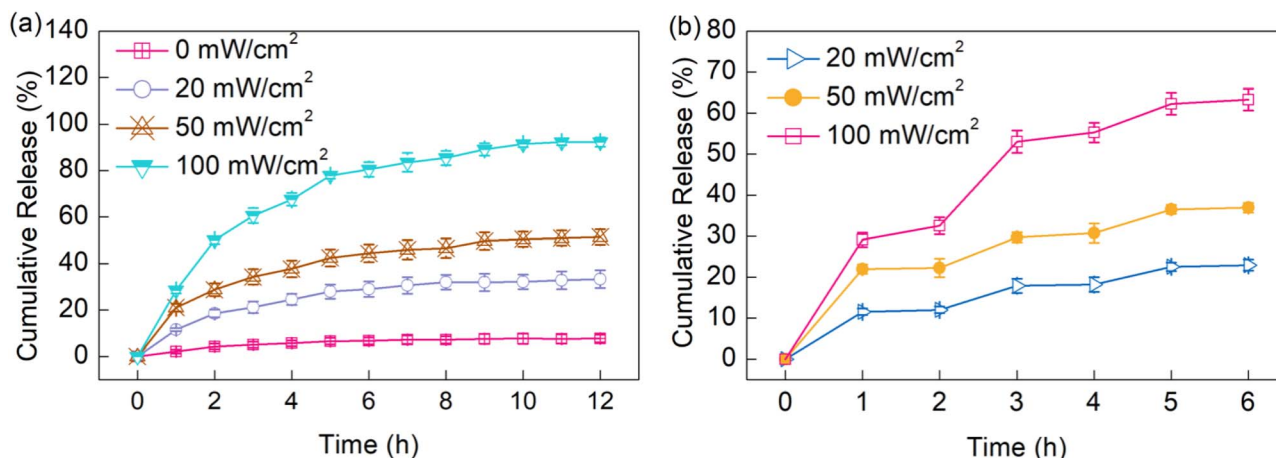 (a)
Cumulative Release (%)
140
120
100
80
60
40
20
0
0 mW/cm²
20 mW/cm²
50 mW/cm²
100 mW/cm²
0 2 4 6 8 10 12
Time (h)
(b)
Cumulative Release (%)
80
70
60
50
40
30
20
10
0
20 mW/cm²
50 mW/cm²
100 mW/cm²
0 1 2 3 4 5 6
Time (h)